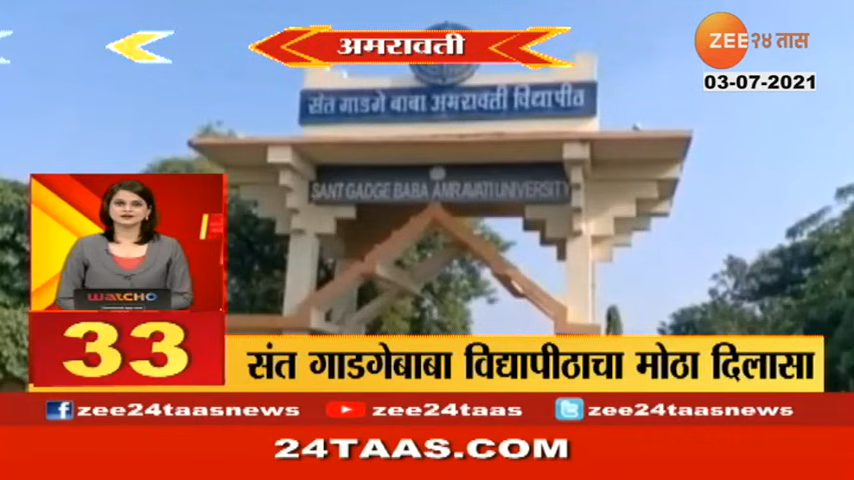 अमरावती
ZEE २४ तास
03-07-2021
संत गाडगे बाबा अमरावती विद्यापीठ
SANT GADGE BABA AMRAVATI UNIVERSITY
WATCHO
33
संत गाडगेबाबा विद्यापीठाचा मोठा दिलासा
zee24taasnews
zee24taas
zee24taasnews
24TAAS.COM